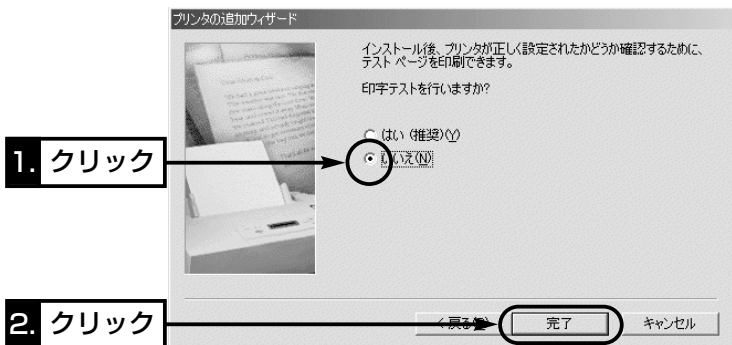 プリンタの追加ウィザード
インストール後、プリンタが正しく設定されたかどうか確認するために、
テスト ページを印刷できます。
印字テストを行いますか?
はい (推奨)(Y)
1. クリック
いいえ(N)
2. クリック
< 戻る(B)
完了
キャンセル